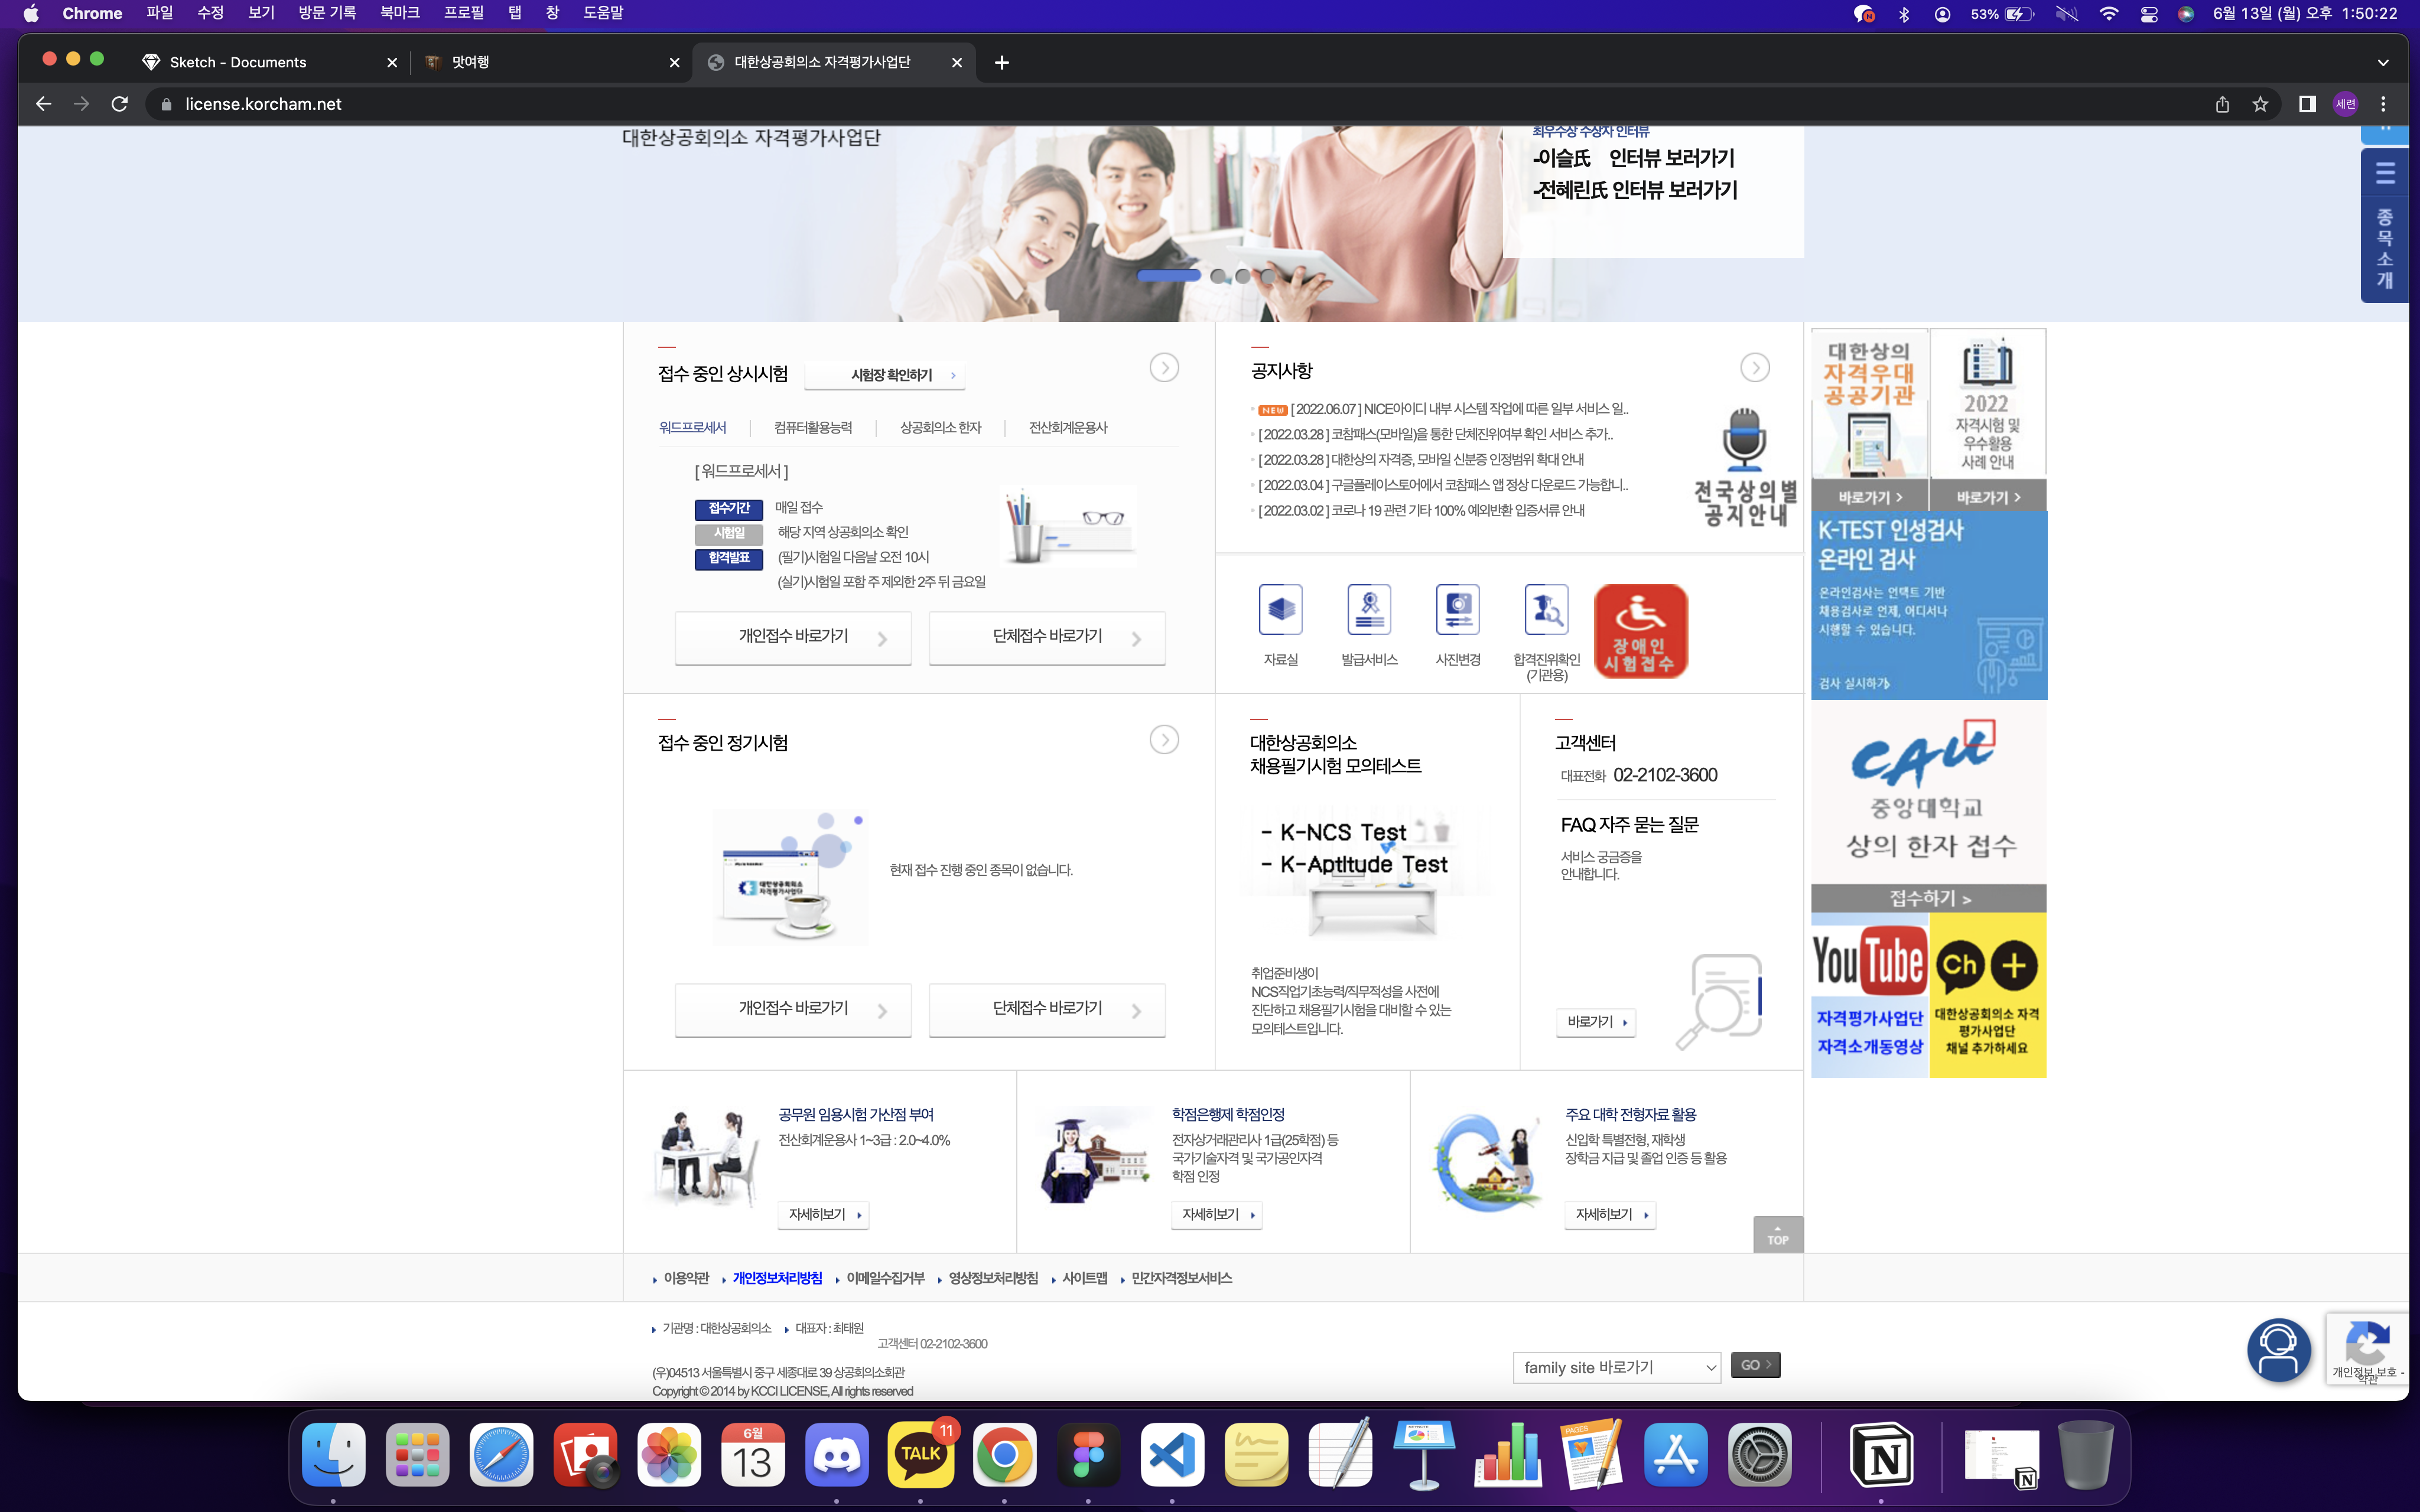 Chrome 파일 수정 보기 방문 기록 북마크 프로필 탭 창 도움말
53% 6월 13일 (월) 오후 1:50:22
Sketch - Documents
맛여행
대한상공회의소 자격평가사업단
license.korcham.net
세련
대한상공회의소 자격평가사업단
최우수상 수상자 인터뷰
-이슬氏 인터뷰 보러가기
-전혜린氏 인터뷰 보러가기
종목소개
접수 중인 상시시험
시험장 확인하기
워드프로세서
컴퓨터활용능력
상공회의소 한자
전산회계운용사
[ 워드프로세서 ]
접수기간 매일 접수
시험일 해당 지역 상공회의소 확인
합격발표 (필기)시험일 다음날 오전 10시
(실기)시험일 포함 주 제외한 2주 뒤 금요일
개인접수 바로가기
단체접수 바로가기
공지사항
NEW [ 2022.06.07 ] NICE아이디 내부 시스템 작업에 따른 일부 서비스 일..
[ 2022.03.28 ] 코참패스(모바일)을 통한 단체진위여부 확인 서비스 추가..
[ 2022.03.28 ] 대한상의 자격증, 모바일 신분증 인정범위 확대 안내
[ 2022.03.04 ] 구글플레이스토어에서 코참패스 앱 정상 다운로드 가능합니..
[ 2022.03.02 ] 코로나 19 관련 기타 100% 예외반환 입증서류 안내
전국상의별
공지안내
자료실
발급서비스
사진변경
합격진위확인
(기관용)
장애인
시험접수
대한상의
자격우대
공공기관
바로가기 >
2022
자격시험 및
우수활용
사례 안내
바로가기 >
K-TEST 인성검사
온라인 검사
온라인검사는 언택트 기반
채용검사로 언제, 어디서나
시행할 수 있습니다.
검사 실시하기
접수 중인 정기시험
대한상공회의소
자격평가사업단
현재 접수 진행 중인 종목이 없습니다.
개인접수 바로가기
단체접수 바로가기
대한상공회의소
채용필기시험 모의테스트
- K-NCS Test
- K-Aptitude Test
취업준비생이
NCS직업기초능력/직무적성을 사전에
진단하고 채용필기시험을 대비할 수 있는
모의테스트입니다.
고객센터
대표전화 02-2102-3600
FAQ 자주 묻는 질문
서비스 궁금증을
안내합니다.
바로가기
CAU
중앙대학교
상의 한자 접수
접수하기 >
YouTube
자격평가사업단
자격소개동영상
Ch +
대한상공회의소 자격
평가사업단
채널 추가하세요
공무원 임용시험 가산점 부여
전산회계운용사 1~3급 : 2.0~4.0%
자세히보기
학점은행제 학점인정
전자상거래관리사 1급(25학점) 등
국가기술자격 및 국가공인자격
학점 인정
자세히보기
주요 대학 전형자료 활용
신입학 특별전형, 재학생
장학금 지급 및 졸업 인증 등 활용
자세히보기
TOP
이용약관 개인정보처리방침 이메일수집거부 영상정보처리방침 사이트맵 민간자격정보서비스
기관명 : 대한상공회의소 대표자 : 최태원
고객센터 02-2102-3600
(우)04513 서울특별시 중구 세종대로 39 상공회의소회관
Copyright © 2014 by KCCI LICENSE, All rights reserved
family site 바로가기
GO
개인정보 보호 -
약관
6월
13
TALK
11
PAGES